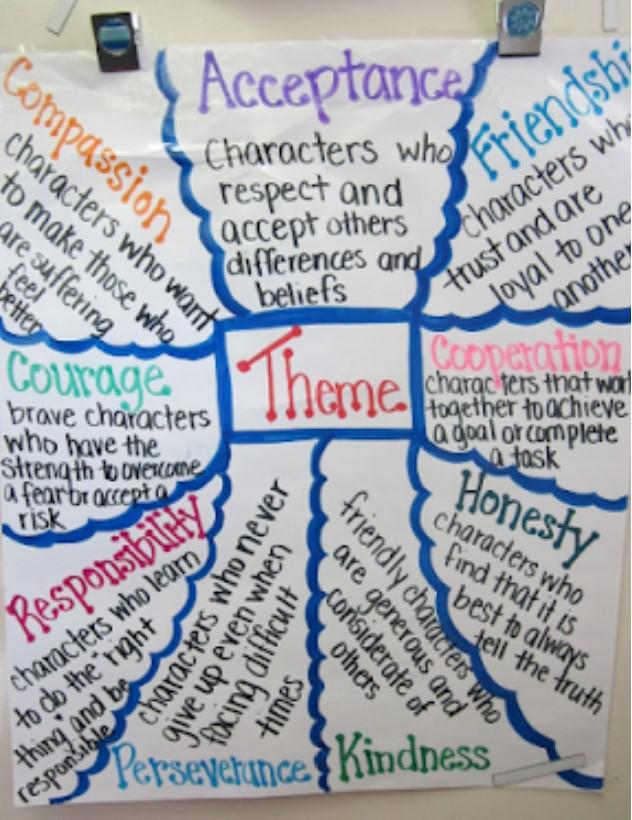 Compassion
characters who want
to make those who
are suffering
feel
better
Acceptance
Characters who
respect and
accept others
differences and
beliefs
Friendshi
Characters who
trust and are
loyal to one
another
Theme
Courage
brave characters
who have the
strength to overcome
a fear or accept a
risk
Cooperation
characters that work
together to achieve
a goal or complete
a task
Responsibility
characters who learn
to do the right
thing and be
responsible
characters who never
give up even when
facing difficult
times
Perseverance
friendly characters who
are generous and
considerate of
others
Kindness
Honesty
characters who
find that it is
best to always
tell the truth